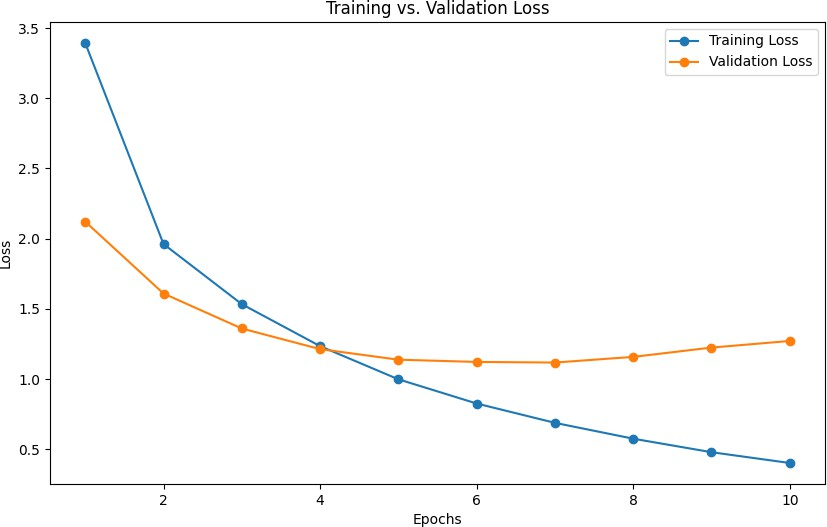 Training vs. Validation Loss
3.5
3.0
2.5
2.0
1.5
1.0
0.5
Loss
Training Loss
Validation Loss
2
4
6
8
10
Epochs